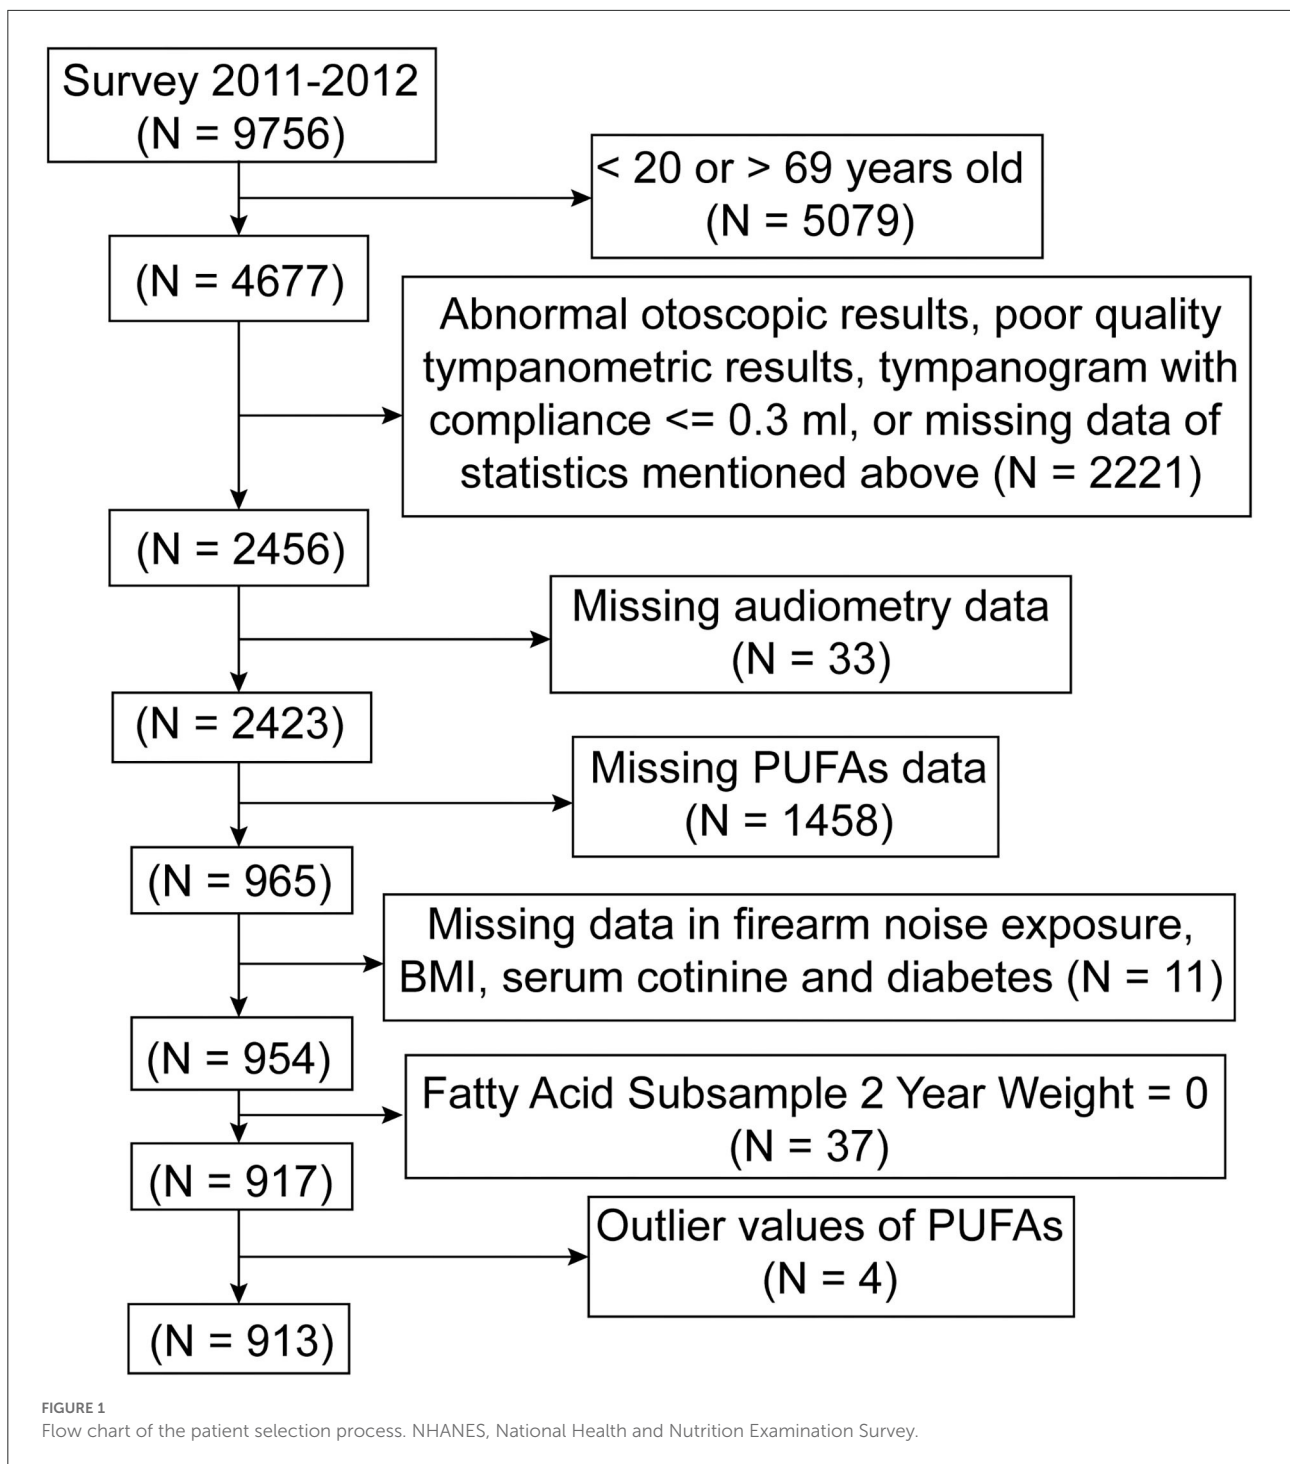 Survey 2011-2012
(N = 9756)
< 20 or > 69 years old
(N = 5079)
(N = 4677)
Abnormal otoscopic results, poor quality
tympanometric results, tympanogram with
compliance <= 0.3 ml, or missing data of
statistics mentioned above (N = 2221)
(N = 2456)
Missing audiometry data
(N = 33)
(N = 2423)
Missing PUFAs data
(N = 1458)
(N = 965)
Missing data in firearm noise exposure,
BMI, serum cotinine and diabetes (N = 11)
(N = 954)
Fatty Acid Subsample 2 Year Weight = 0
(N = 37)
(N = 917)
Outlier values of PUFAs
(N = 4)
(N = 913)
FIGURE 1
Flow chart of the patient selection process. NHANES, National Health and Nutrition Examination Survey.